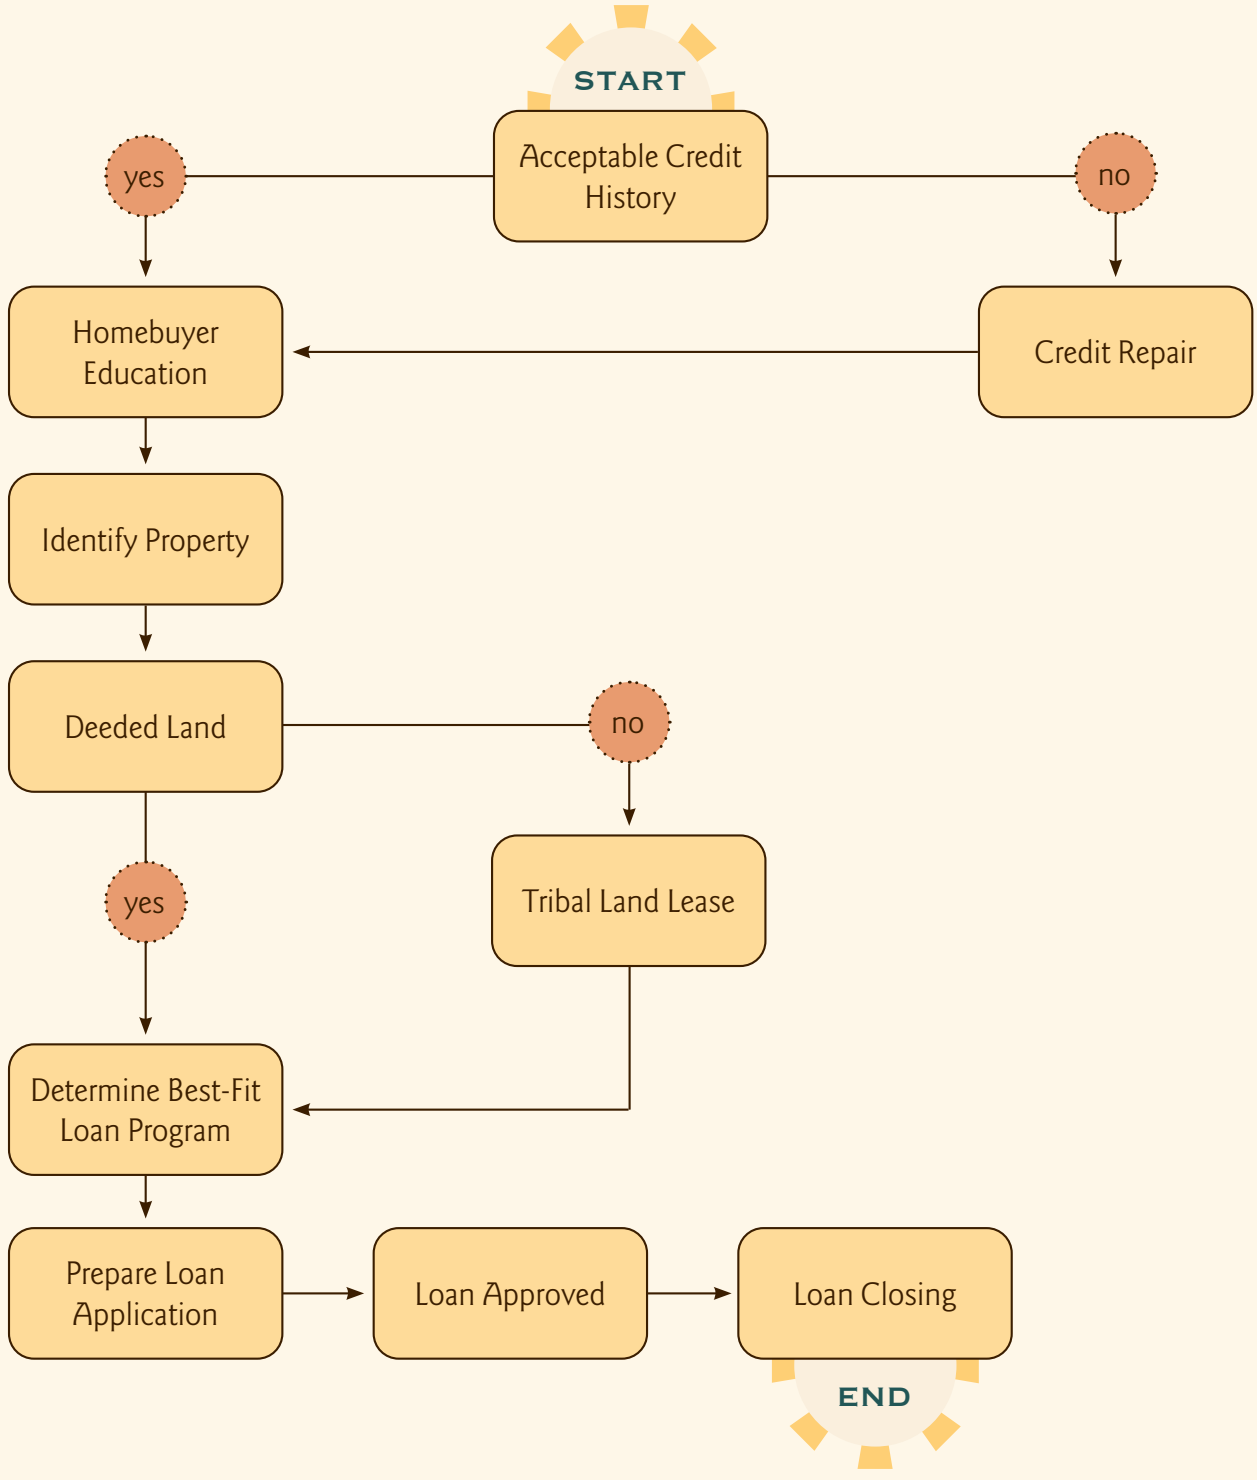 START
Acceptable Credit
History
yes
no
Homebuyer
Education
Credit Repair
Identify Property
Deeded Land
no
yes
Tribal Land Lease
Determine Best-Fit
Loan Program
Prepare Loan
Application
Loan Approved
Loan Closing
END